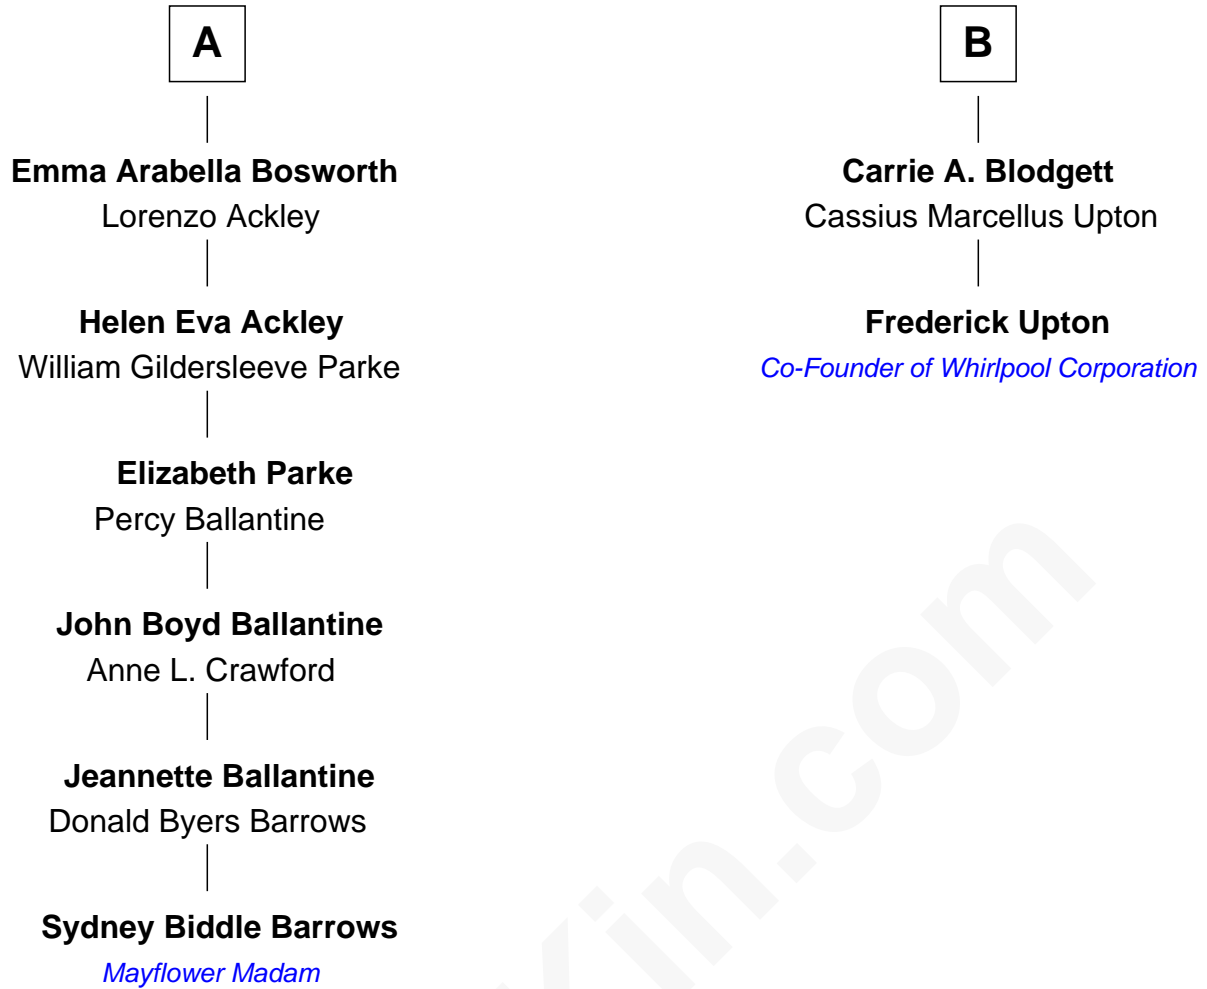 A
Emma Arabella Bosworth
Lorenzo Ackley
Helen Eva Ackley
William Gildersleeve Parke
Elizabeth Parke
Percy Ballantine
John Boyd Ballantine
Anne L. Crawford
Jeannette Ballantine
Donald Byers Barrows
Sydney Biddle Barrows
Mayflower Madam
B
Carrie A. Blodgett
Cassius Marcellus Upton
Frederick Upton
Co-Founder of Whirlpool Corporation
Kin.com